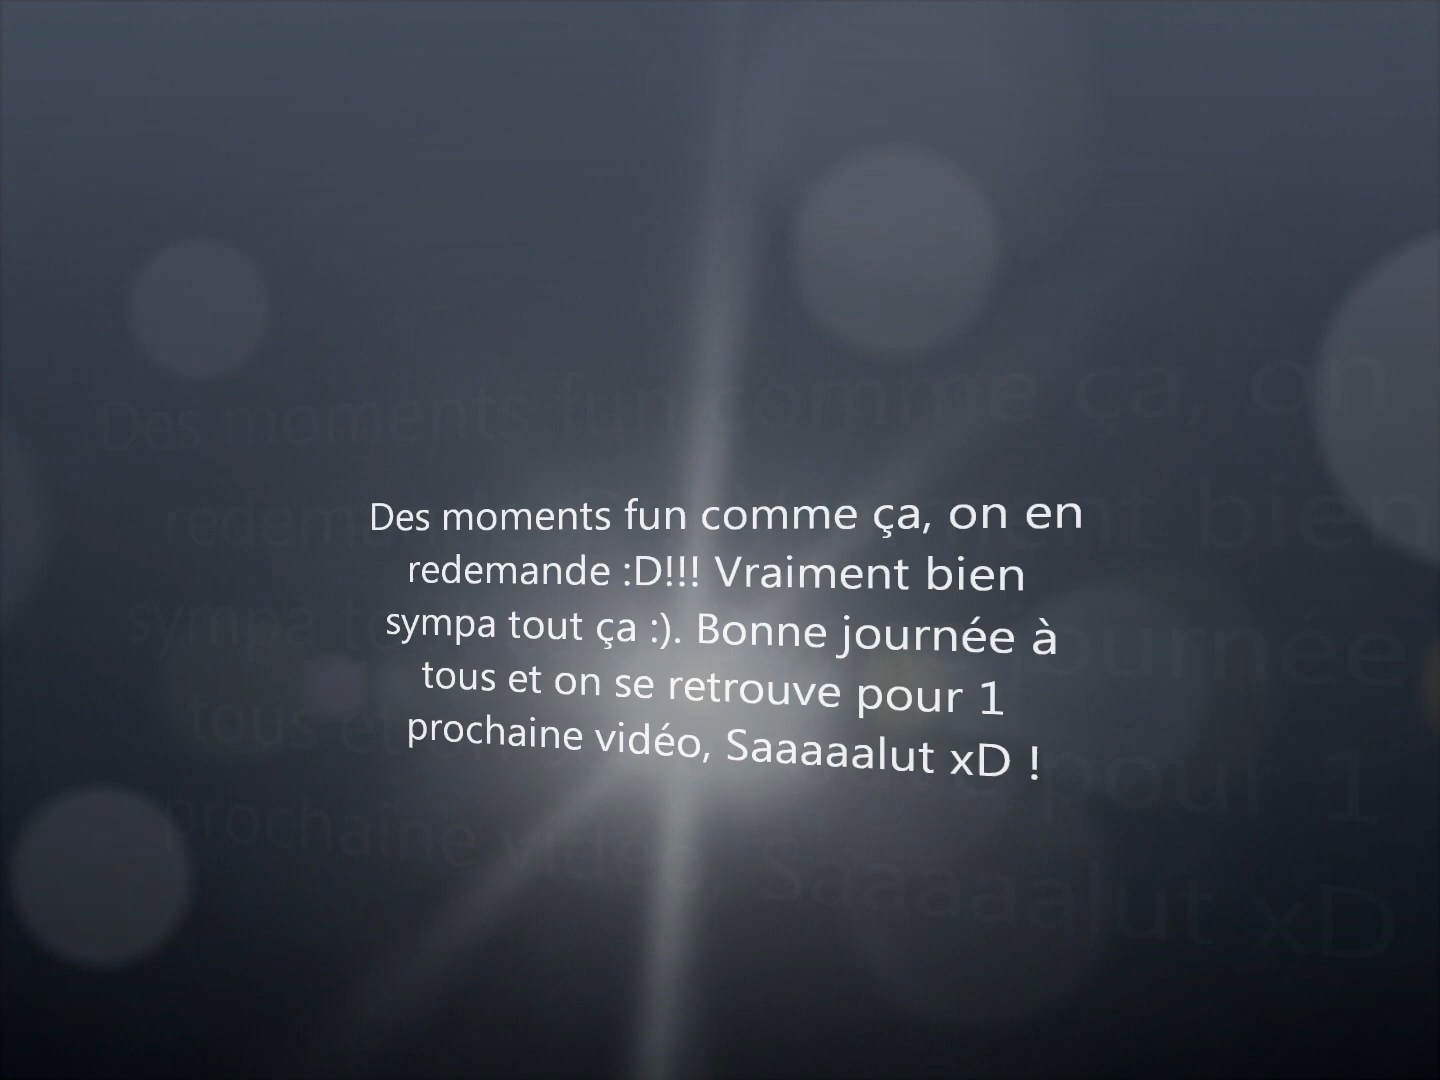 Des moments fun comme ça, on en
redemande :D!!! Vraiment bien
sympa tout ça :). Bonne journée à
tous et on se retrouve pour 1
prochaine vidéo, Saaaaalut xD !